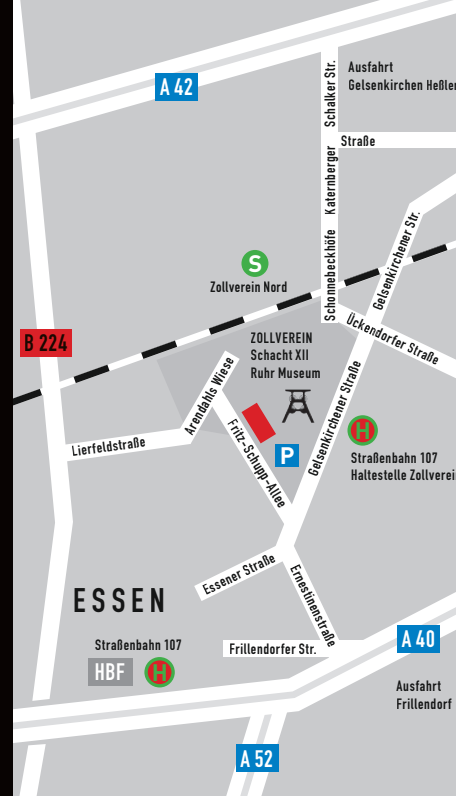 Ausfahrt
Gelsenkirchen Heßler
A 42
Schalker Str.
Katernberger
Straße
Schonnebeckhöfe
Gelsenkirchener Str.
S
Zollverein Nord
Ückendorfer Straße
B 224
ZOLLVEREIN
Schacht XII
Ruhr Museum
Arendahls Wiese
Gelsenkirchener Straße
Lierfeldstraße
Fritz-Schupp-Allee
P
H
Straßenbahn 107
Haltestelle Zollverein
Essener Straße
Ernestinenstraße
ESSEN
Straßenbahn 107
HBF
H
Frillendorfer Str.
A 40
Ausfahrt
Frillendorf
A 52